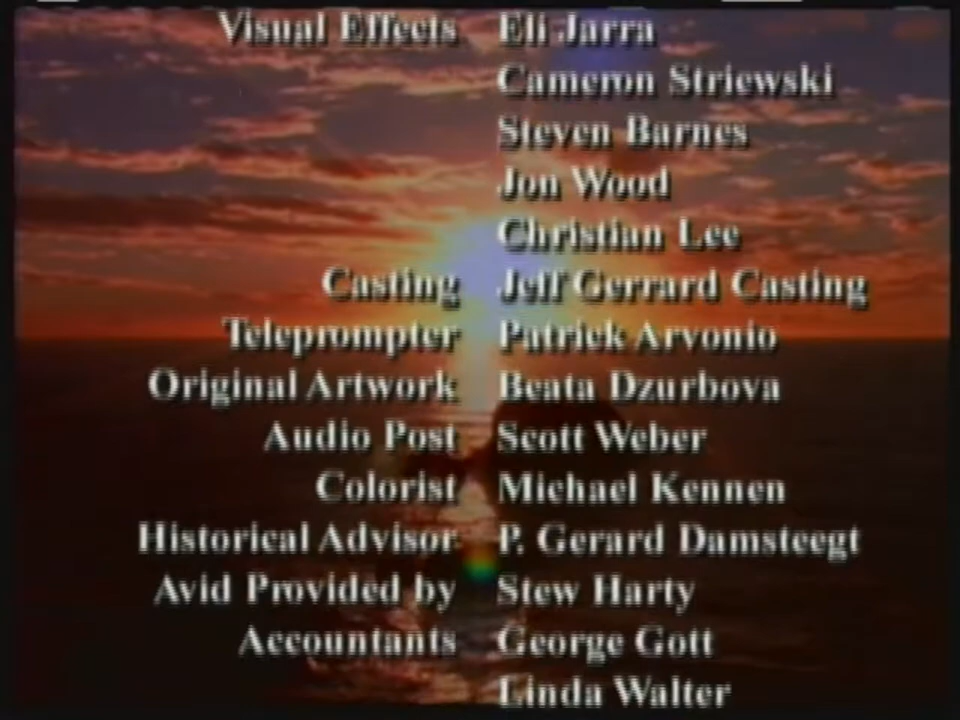 Visual Effects Eli Jarra
Cameron Striewski
Steven Barnes
Jon Wood
Christian Lee
Casting Jeff Gerrard Casting
Teleprompter Patrick Arvonio
Original Artwork Beata Dzurbova
Audio Post Scott Weber
Colorist Michael Kennen
Historical Advisor P. Gerard Damsteegt
Avid Provided by Stew Harty
Accountants George Gott
Linda Walter